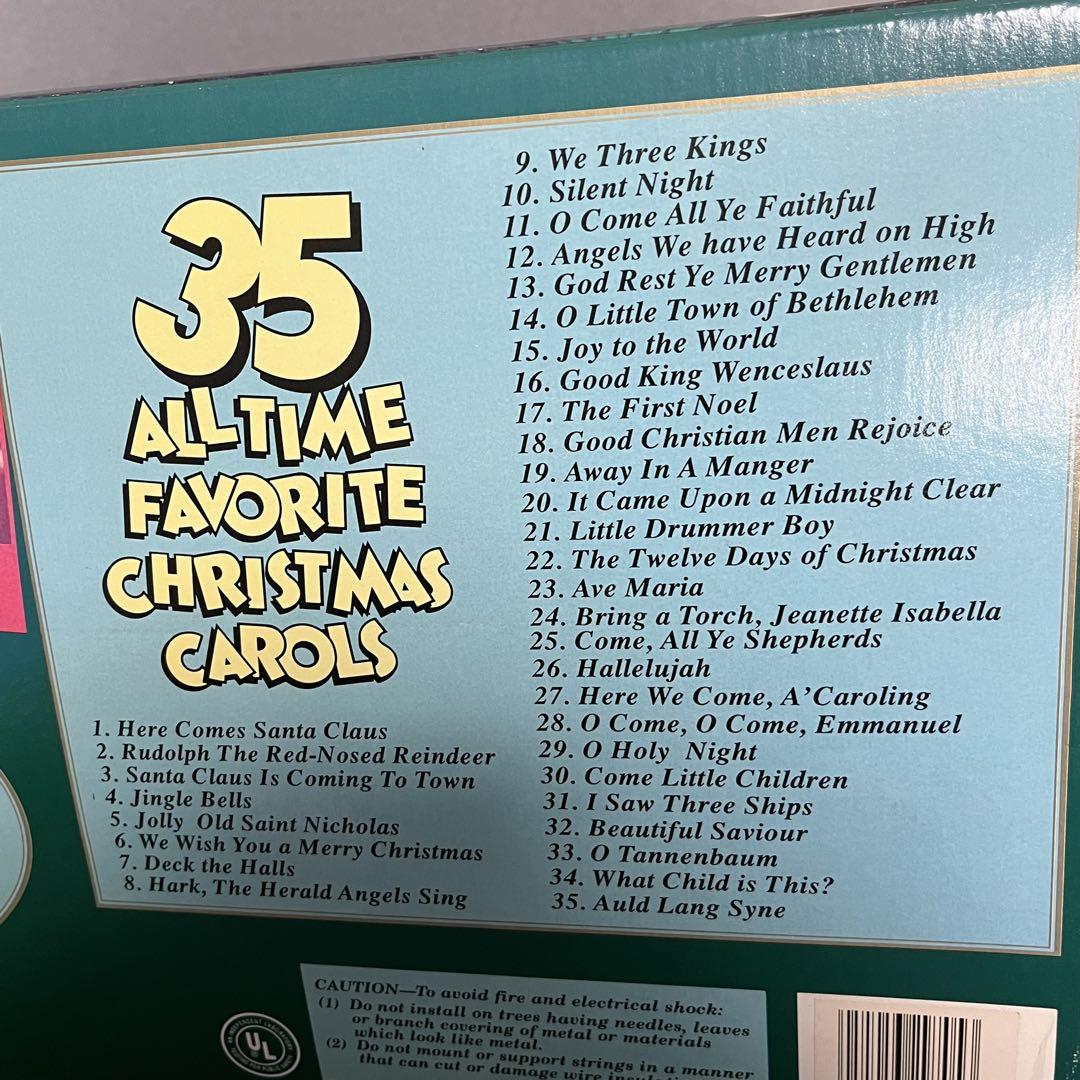 35
ALL TIME
FAVORITE
CHRISTMAS
CAROLS
1. Here Comes Santa Claus
2. Rudolph The Red-Nosed Reindeer
3. Santa Claus Is Coming To Town
4. Jingle Bells
5. Jolly Old Saint Nicholas
6. We Wish You a Merry Christmas
7. Deck the Halls
8. Hark, The Herald Angels Sing
9. We Three Kings
10. Silent Night
11. O Come All Ye Faithful
12. Angels We have Heard on High
13. God Rest Ye Merry Gentlemen
14. O Little Town of Bethlehem
15. Joy to the World
16. Good King Wenceslaus
17. The First Noel
18. Good Christian Men Rejoice
19. Away In A Manger
20. It Came Upon a Midnight Clear
21. Little Drummer Boy
22. The Twelve Days of Christmas
23. Ave Maria
24. Bring a Torch, Jeanette Isabella
25. Come, All Ye Shepherds
26. Hallelujah
27. Here We Come, A'Caroling
28. O Come, O Come, Emmanuel
29. O Holy Night
30. Come Little Children
31. I Saw Three Ships
32. Beautiful Saviour
33. O Tannenbaum
34. What Child is This?
35. Auld Lang Syne
UL
CAUTION—To avoid fire and electrical shock:
(1) Do not install on trees having needles, leaves
or branch covering of metal or materials
which look like metal.
(2) Do not mount or support strings in a manner
that can cut or damage wire